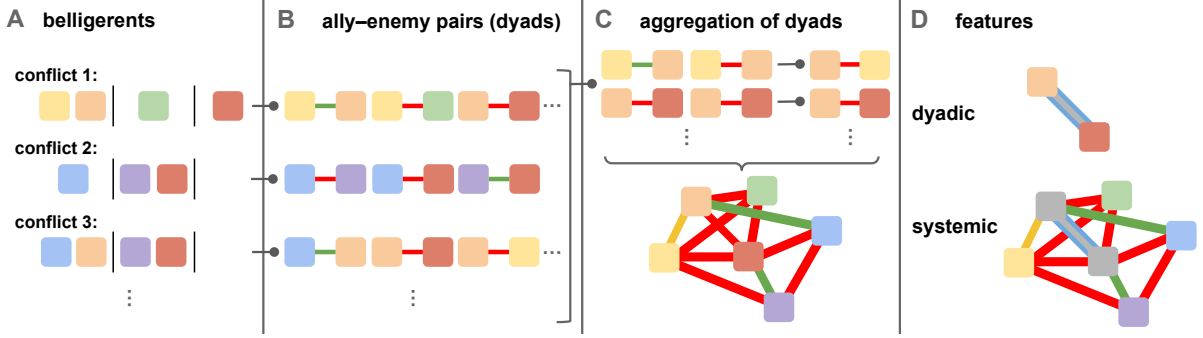 A belligerents
B ally–enemy pairs (dyads)
C aggregation of dyads
D features
conflict 1:
...
conflict 2:
conflict 3:
...
⋮
⋮
⋮
⋮
dyadic
systemic